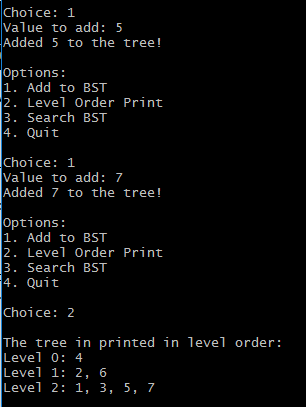 Choice: 1
Value to add: 5
Added 5 to the tree!

Options:
1. Add to BST
2. Level Order Print
3. Search BST
4. Quit

Choice: 1
Value to add: 7
Added 7 to the tree!

Options:
1. Add to BST
2. Level Order Print
3. Search BST
4. Quit

Choice: 2

The tree in printed in level order:
Level 0: 4
Level 1: 2, 6
Level 2: 1, 3, 5, 7